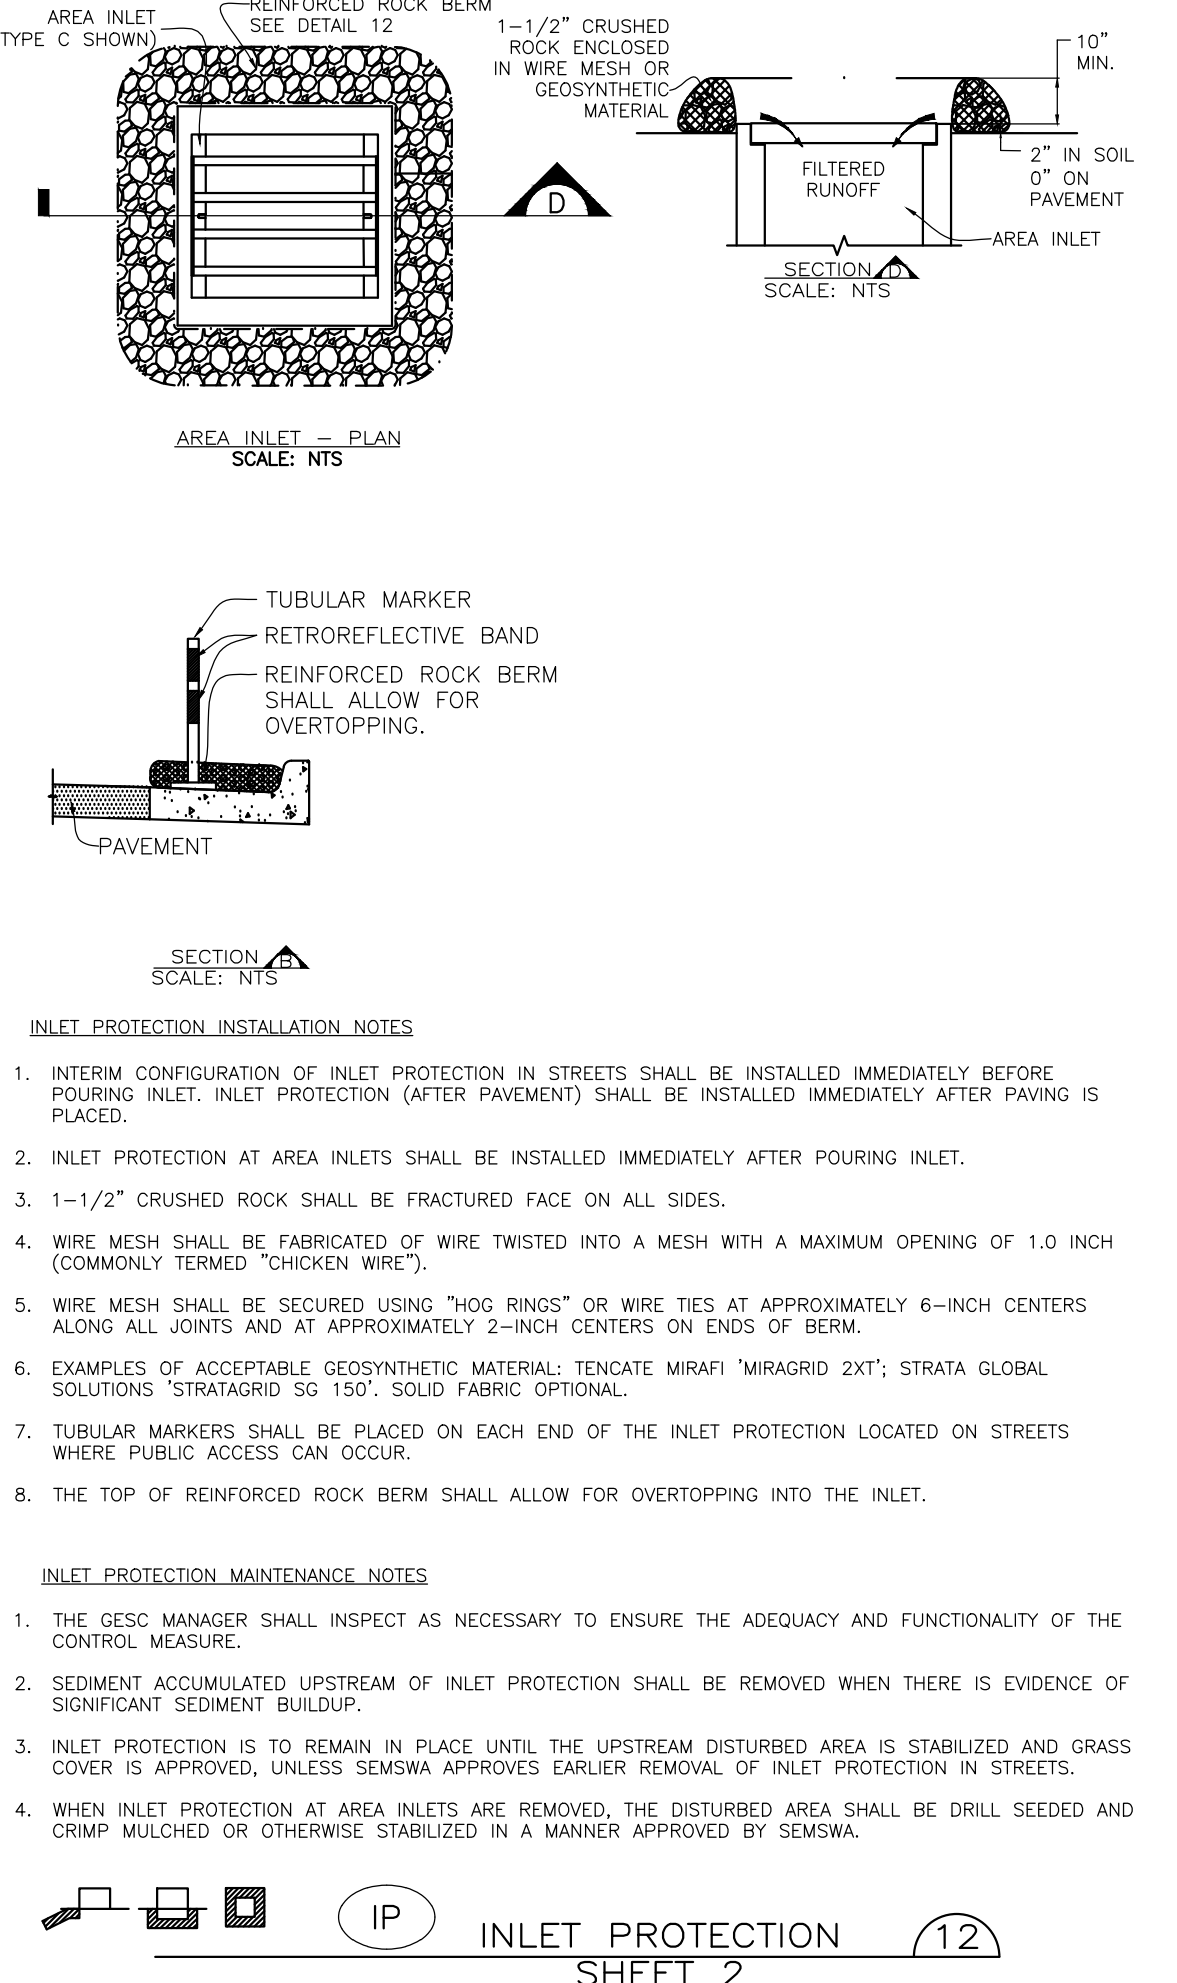 REINFORCED ROCK BERM
SEE DETAIL 12
AREA INLET
TYPE C SHOWN)
1-1/2" CRUSHED
ROCK ENCLOSED
IN WIRE MESH OR
GEOSYNTHETIC
MATERIAL
10"
MIN.
FILTERED
RUNOFF
2" IN SOIL
0" ON
PAVEMENT
D
AREA INLET
SECTION D
SCALE: NTS
AREA INLET – PLAN
SCALE: NTS
TUBULAR MARKER
RETROREFLECTIVE BAND
REINFORCED ROCK BERM
SHALL ALLOW FOR
OVERTOPPING.
PAVEMENT
SECTION B
SCALE: NTS
INLET PROTECTION INSTALLATION NOTES
1. INTERIM CONFIGURATION OF INLET PROTECTION IN STREETS SHALL BE INSTALLED IMMEDIATELY BEFORE
POURING INLET. INLET PROTECTION (AFTER PAVEMENT) SHALL BE INSTALLED IMMEDIATELY AFTER PAVING IS
PLACED.
2. INLET PROTECTION AT AREA INLETS SHALL BE INSTALLED IMMEDIATELY AFTER POURING INLET.
3. 1-1/2" CRUSHED ROCK SHALL BE FRACTURED FACE ON ALL SIDES.
4. WIRE MESH SHALL BE FABRICATED OF WIRE TWISTED INTO A MESH WITH A MAXIMUM OPENING OF 1.0 INCH
(COMMONLY TERMED "CHICKEN WIRE").
5. WIRE MESH SHALL BE SECURED USING "HOG RINGS" OR WIRE TIES AT APPROXIMATELY 6-INCH CENTERS
ALONG ALL JOINTS AND AT APPROXIMATELY 2-INCH CENTERS ON ENDS OF BERM.
6. EXAMPLES OF ACCEPTABLE GEOSYNTHETIC MATERIAL: TENCATE MIRAFI 'MIRAGRID 2XT'; STRATA GLOBAL
SOLUTIONS 'STRATAGRID SG 150'. SOLID FABRIC OPTIONAL.
7. TUBULAR MARKERS SHALL BE PLACED ON EACH END OF THE INLET PROTECTION LOCATED ON STREETS
WHERE PUBLIC ACCESS CAN OCCUR.
8. THE TOP OF REINFORCED ROCK BERM SHALL ALLOW FOR OVERTOPPING INTO THE INLET.
INLET PROTECTION MAINTENANCE NOTES
1. THE GESC MANAGER SHALL INSPECT AS NECESSARY TO ENSURE THE ADEQUACY AND FUNCTIONALITY OF THE
CONTROL MEASURE.
2. SEDIMENT ACCUMULATED UPSTREAM OF INLET PROTECTION SHALL BE REMOVED WHEN THERE IS EVIDENCE OF
SIGNIFICANT SEDIMENT BUILDUP.
3. INLET PROTECTION IS TO REMAIN IN PLACE UNTIL THE UPSTREAM DISTURBED AREA IS STABILIZED AND GRASS
COVER IS APPROVED, UNLESS SEMSWA APPROVES EARLIER REMOVAL OF INLET PROTECTION IN STREETS.
4. WHEN INLET PROTECTION AT AREA INLETS ARE REMOVED, THE DISTURBED AREA SHALL BE DRILL SEEDED AND
CRIMP MULCHED OR OTHERWISE STABILIZED IN A MANNER APPROVED BY SEMSWA.
IP
INLET PROTECTION
12
SHEET 2